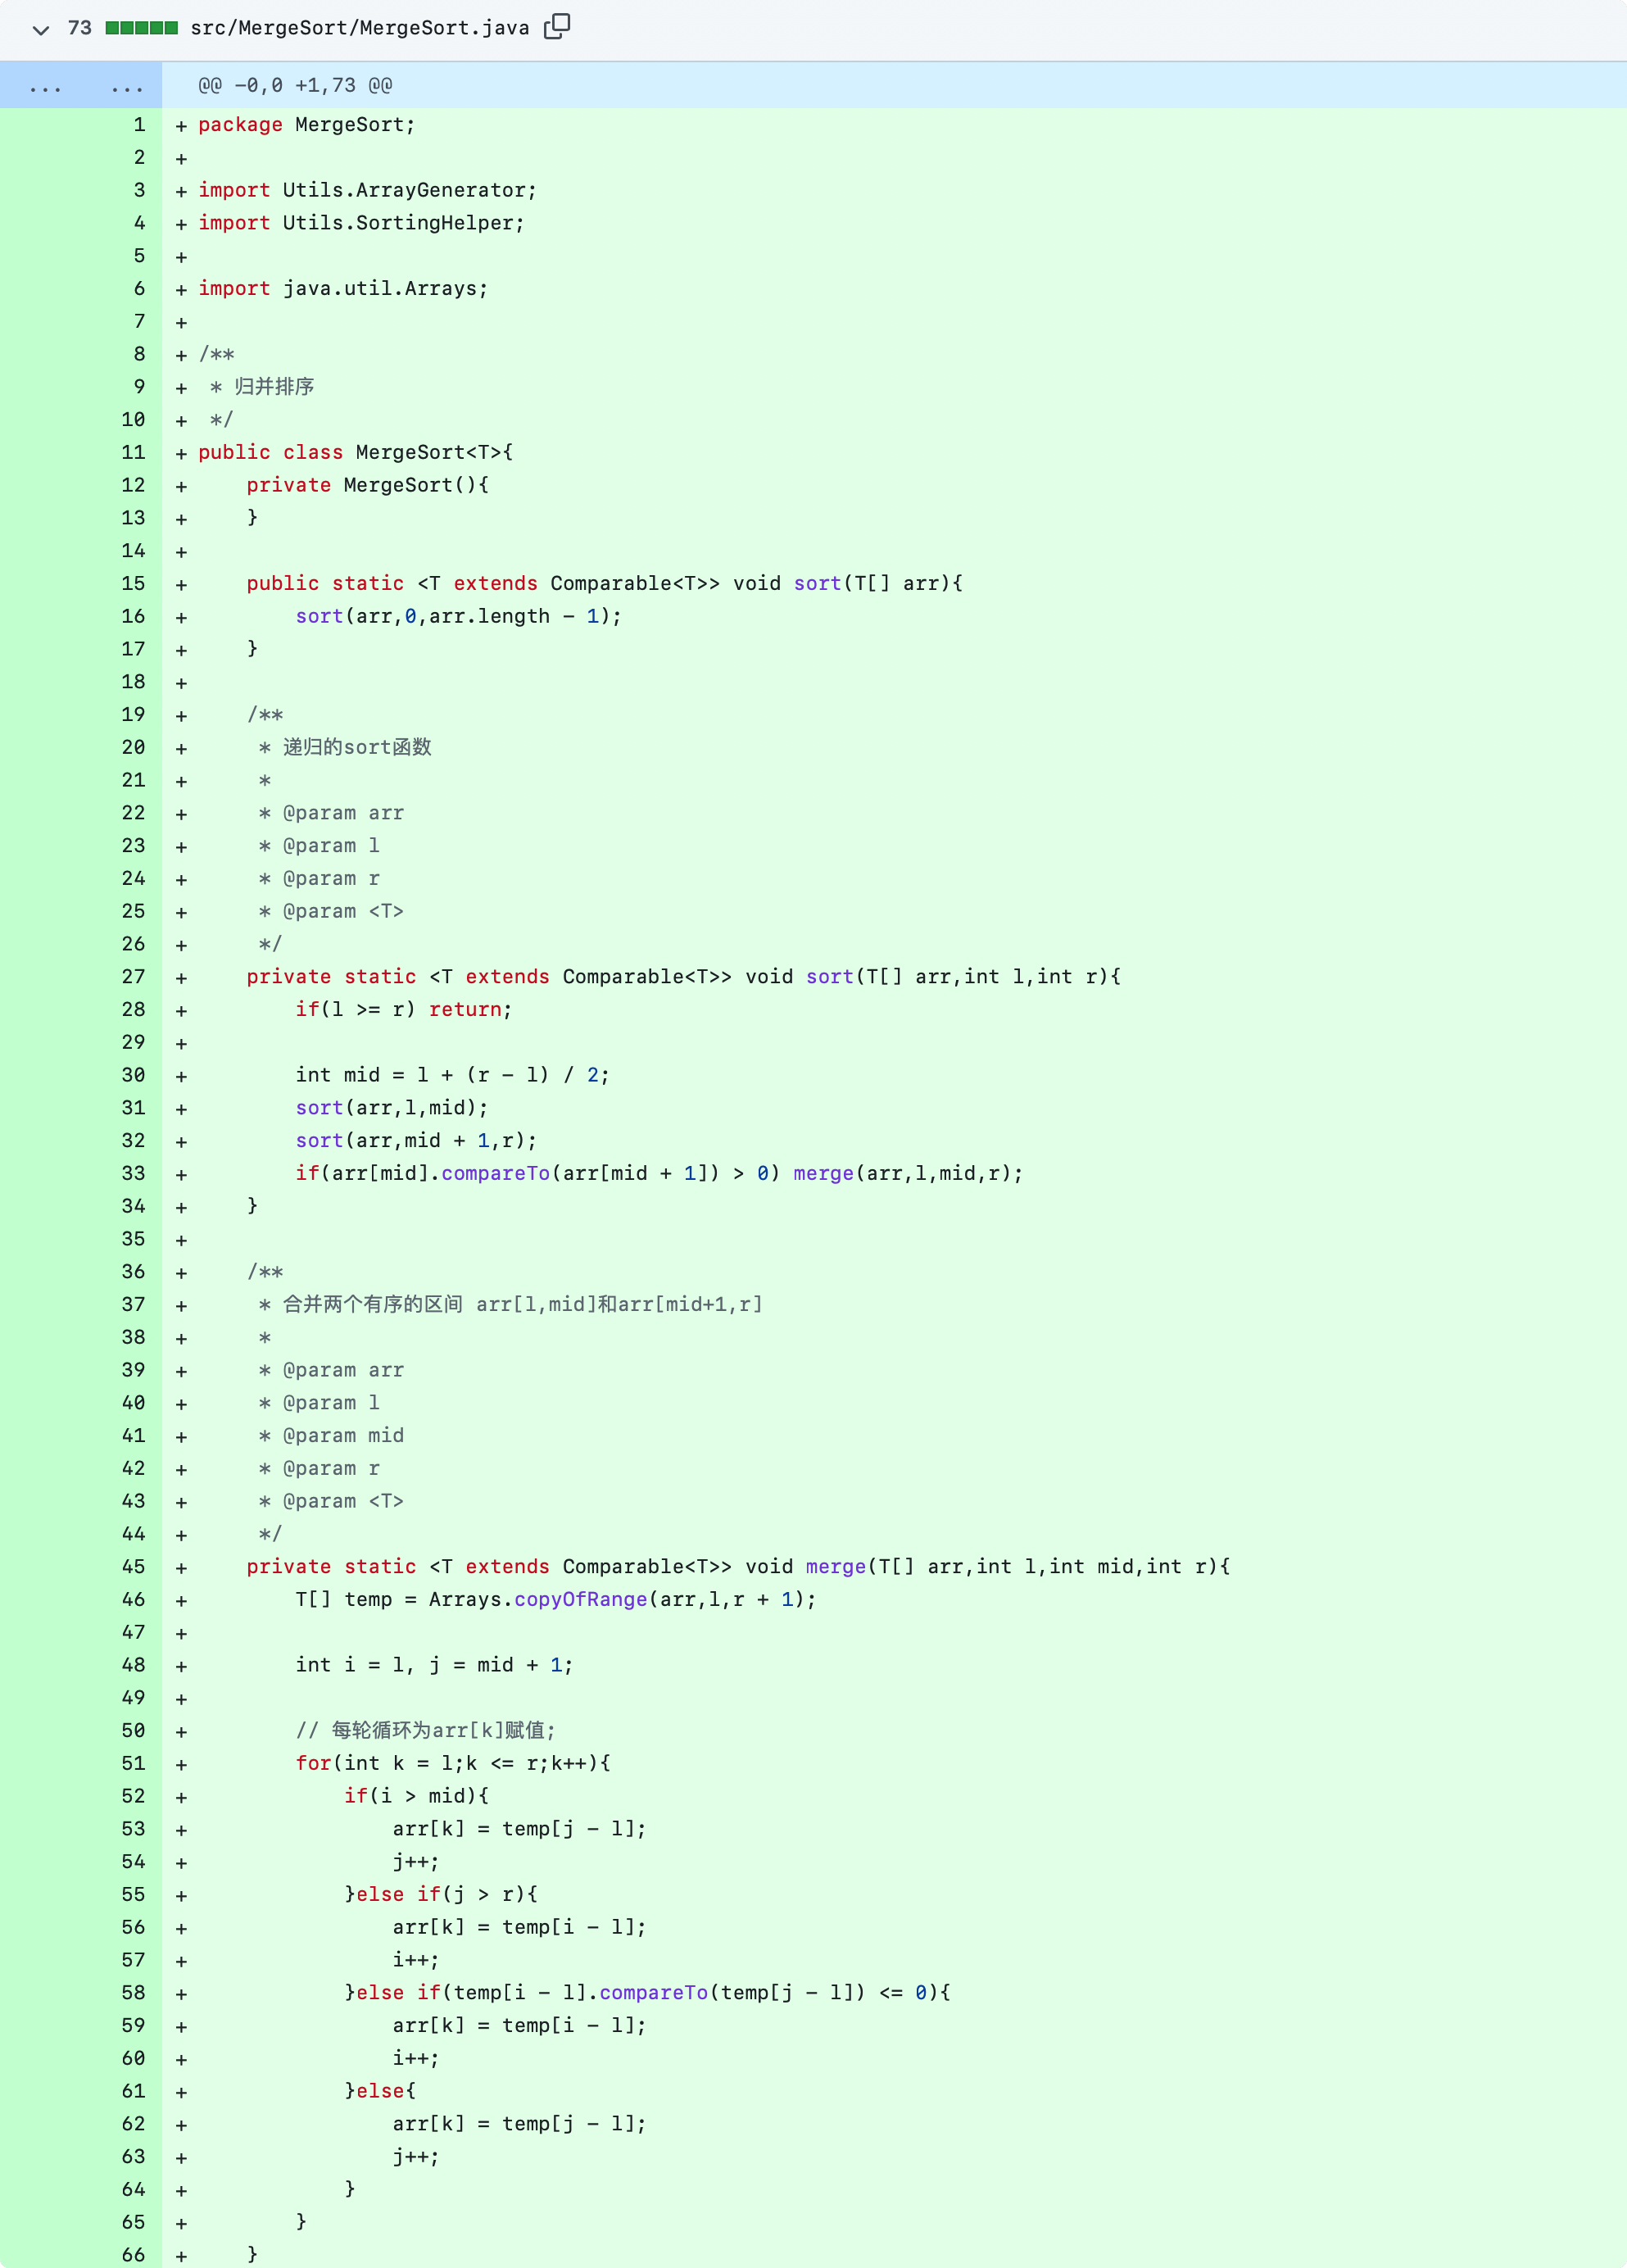 73 src/MergeSort/MergeSort.java
... ... @@ -0,0 +1,73 @@
1 + package MergeSort;
2 +
3 + import Utils.ArrayGenerator;
4 + import Utils.SortingHelper;
5 +
6 + import java.util.Arrays;
7 +
8 + /**
9 +  * 归并排序
10 +  */
11 + public class MergeSort<T>{
12 +     private MergeSort(){
13 +     }
14 +
15 +     public static <T extends Comparable<T>> void sort(T[] arr){
16 +         sort(arr,0,arr.length - 1);
17 +     }
18 +
19 +     /**
20 +      * 递归的sort函数
21 +      *
22 +      * @param arr
23 +      * @param l
24 +      * @param r
25 +      * @param <T>
26 +      */
27 +     private static <T extends Comparable<T>> void sort(T[] arr,int l,int r){
28 +         if(l >= r) return;
29 +
30 +         int mid = l + (r - l) / 2;
31 +         sort(arr,l,mid);
32 +         sort(arr,mid + 1,r);
33 +         if(arr[mid].compareTo(arr[mid + 1]) > 0) merge(arr,l,mid,r);
34 +     }
35 +
36 +     /**
37 +      * 合并两个有序的区间 arr[l,mid]和arr[mid+1,r]
38 +      *
39 +      * @param arr
40 +      * @param l
41 +      * @param mid
42 +      * @param r
43 +      * @param <T>
44 +      */
45 +     private static <T extends Comparable<T>> void merge(T[] arr,int l,int mid,int r){
46 +         T[] temp = Arrays.copyOfRange(arr,l,r + 1);
47 +
48 +         int i = l, j = mid + 1;
49 +
50 +         // 每轮循环为arr[k]赋值;
51 +         for(int k = l;k <= r;k++){
52 +             if(i > mid){
53 +                 arr[k] = temp[j - l];
54 +                 j++;
55 +             }else if(j > r){
56 +                 arr[k] = temp[i - l];
57 +                 i++;
58 +             }else if(temp[i - l].compareTo(temp[j - l]) <= 0){
59 +                 arr[k] = temp[i - l];
60 +                 i++;
61 +             }else{
62 +                 arr[k] = temp[j - l];
63 +                 j++;
64 +             }
65 +         }
66 +     }